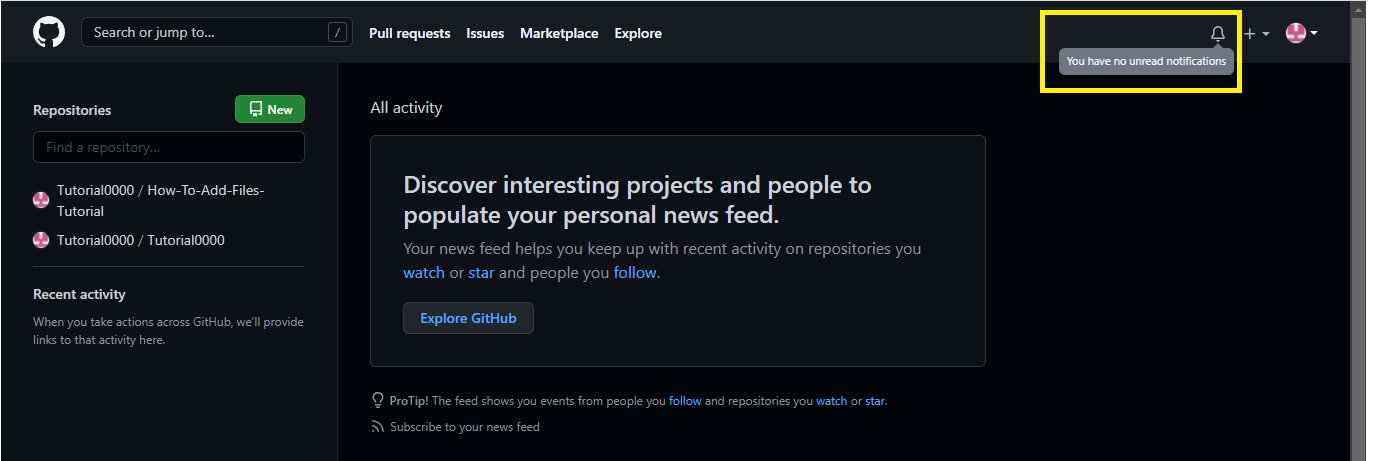 Search or jump to...
/
Pull requests
Issues
Marketplace
Explore
You have no unread notifications
Repositories
New
Find a repository...
Tutorial0000 / How-To-Add-Files-
Tutorial
Tutorial0000 / Tutorial0000
Recent activity
When you take actions across GitHub, we'll provide
links to that activity here.
All activity
Discover interesting projects and people to
populate your personal news feed.
Your news feed helps you keep up with recent activity on repositories you
watch or star and people you follow.
Explore GitHub
ProTip! The feed shows you events from people you follow and repositories you watch or star.
Subscribe to your news feed